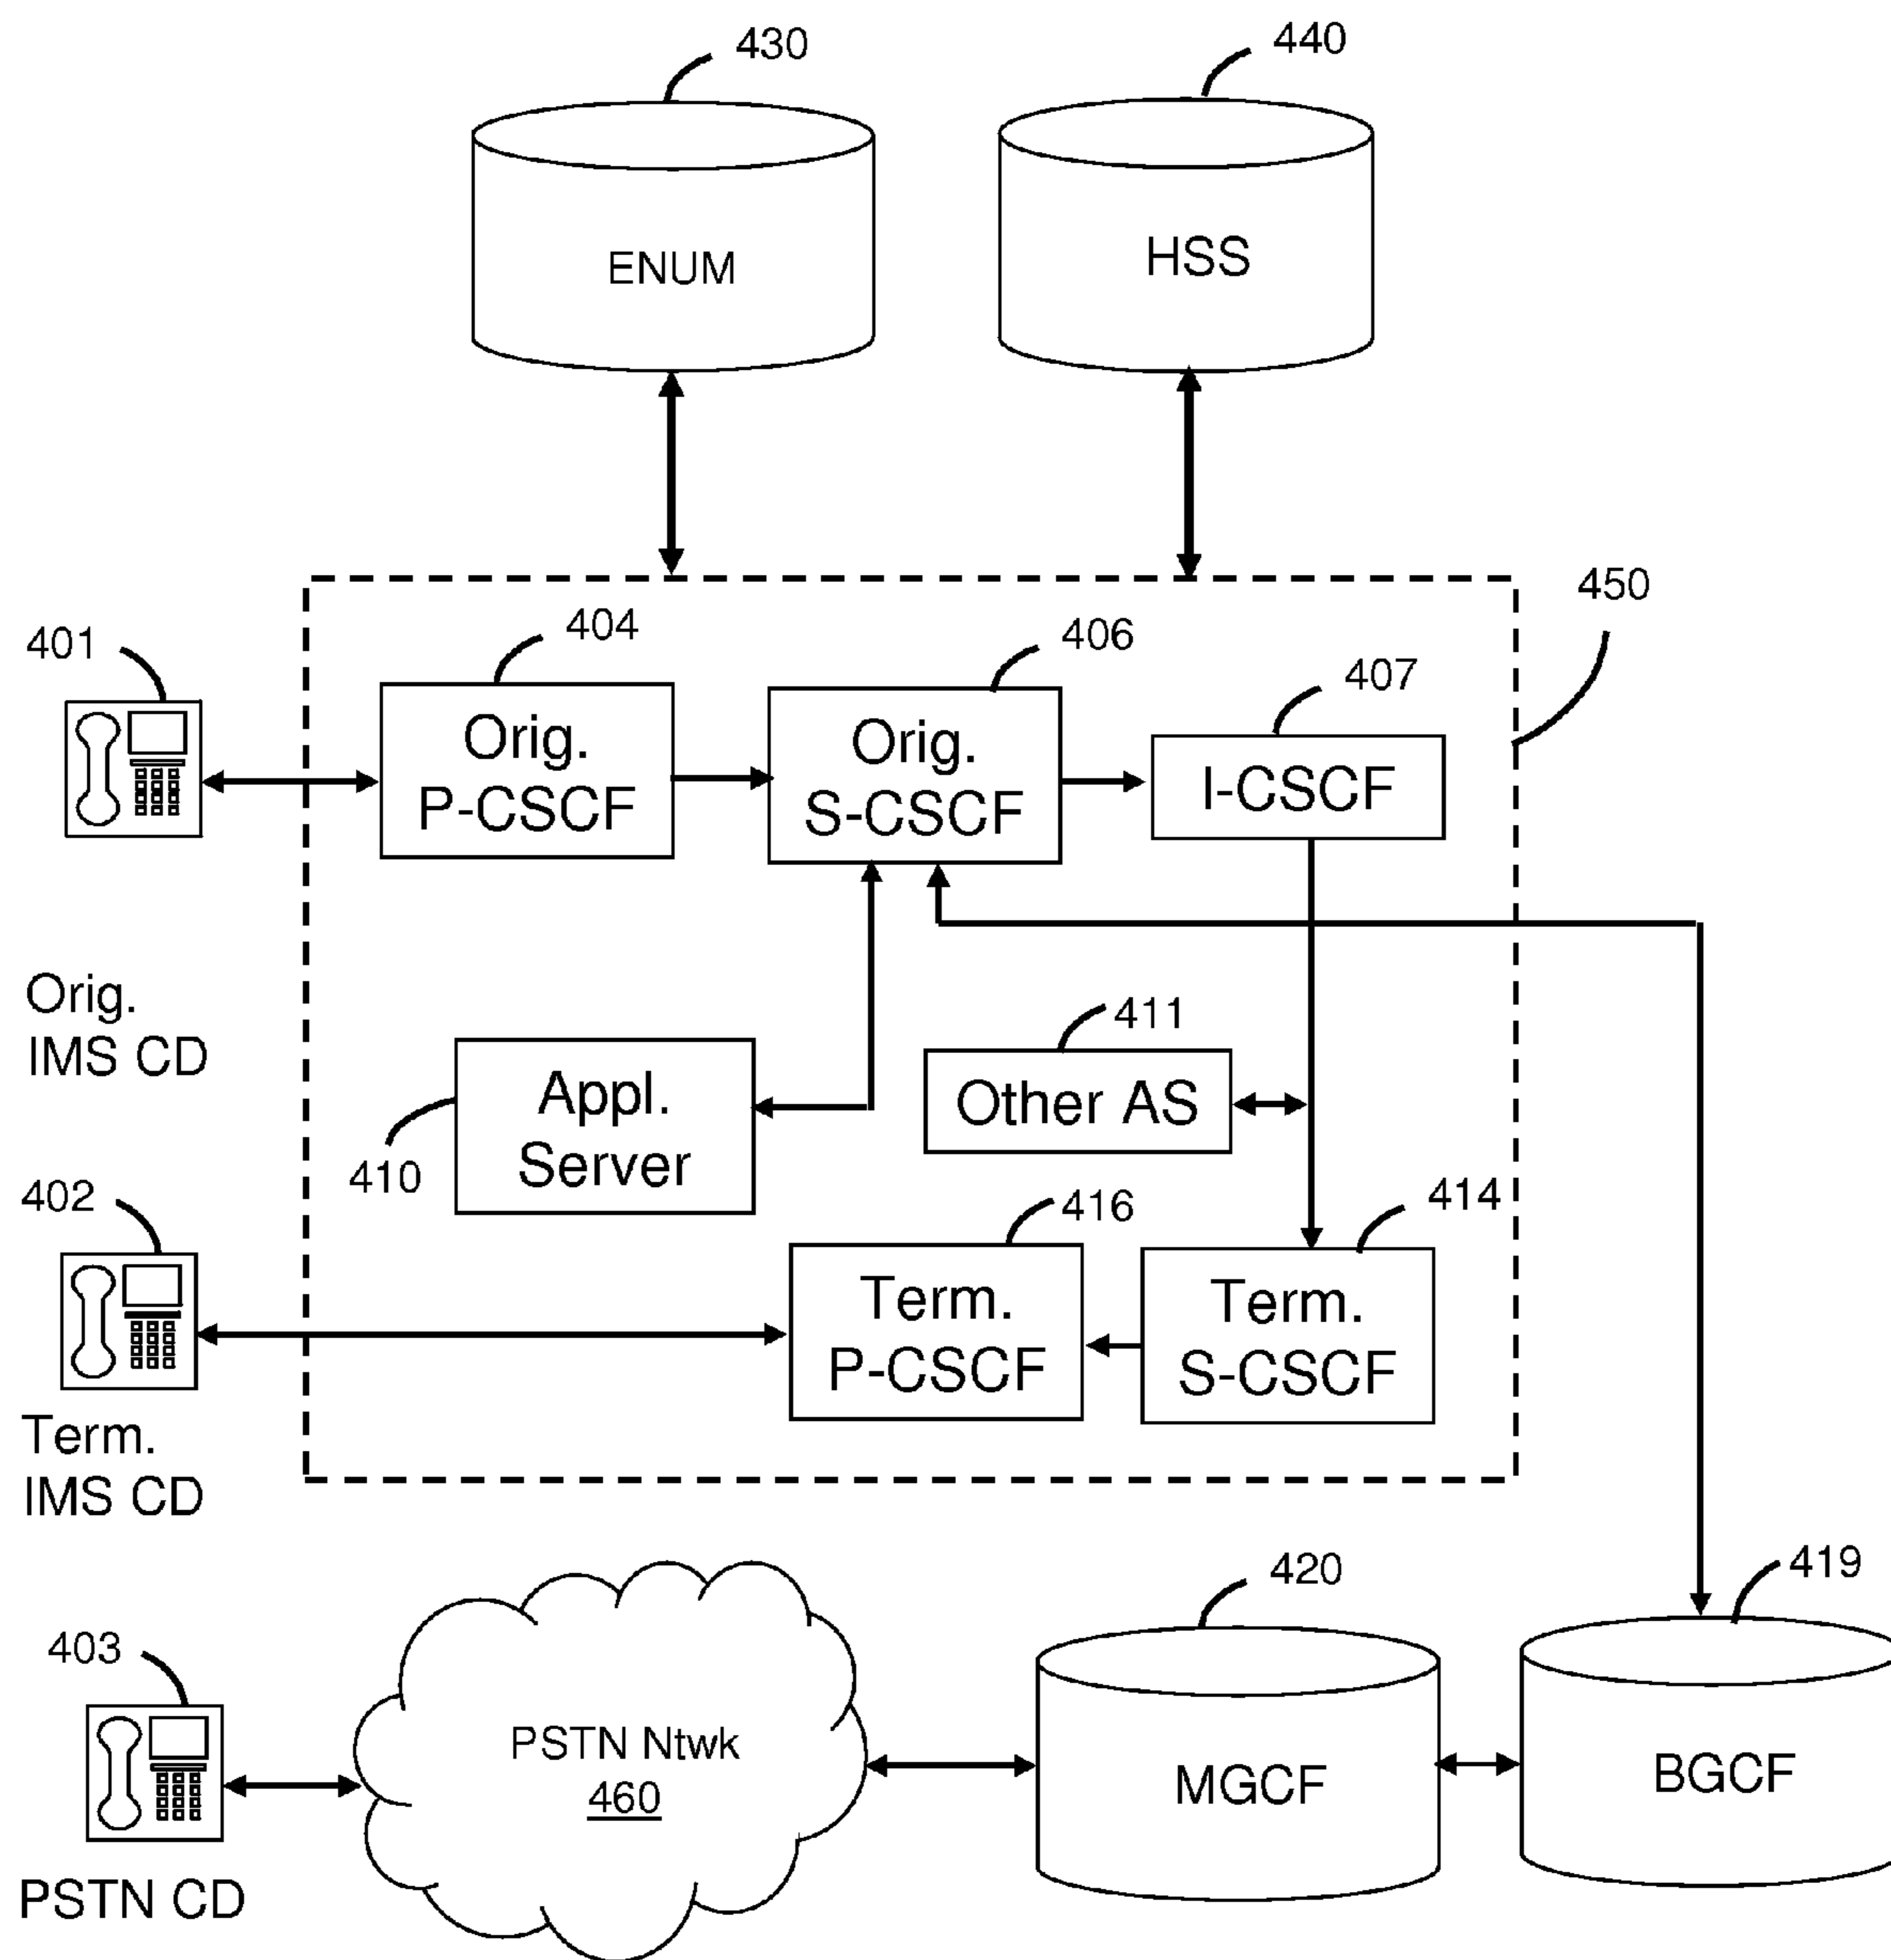 430
440
ENUM
HSS
450
401
404
406
407
Orig.
P-CSCF
Orig.
S-CSCF
I-CSCF
Orig.
IMS CD
411
Other AS
Appl.
Server
410
402
416
414
Term.
P-CSCF
Term.
S-CSCF
Term.
IMS CD
420
419
403
PSTN Ntwk
460
MGCF
BGCF
PSTN CD